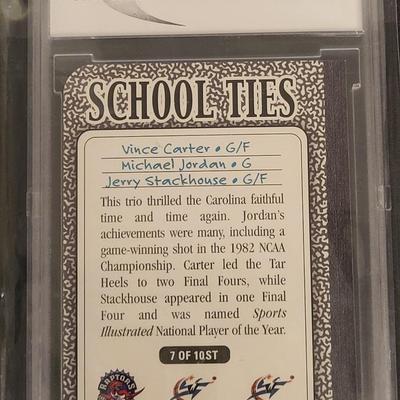 SCHOOL TIES
Vince Carter • G/F
Michael Jordan • G
Jerry Stackhouse • G/F
This trio thrilled the Carolina faithful
time and time again. Jordan's
achievements were many, including a
game-winning shot in the 1982 NCAA
Championship. Carter led the Tar
Heels to two Final Fours, while
Stackhouse appeared in one Final
Four and was named Sports
Illustrated National Player of the Year.
7 OF 10ST
RAPTORS